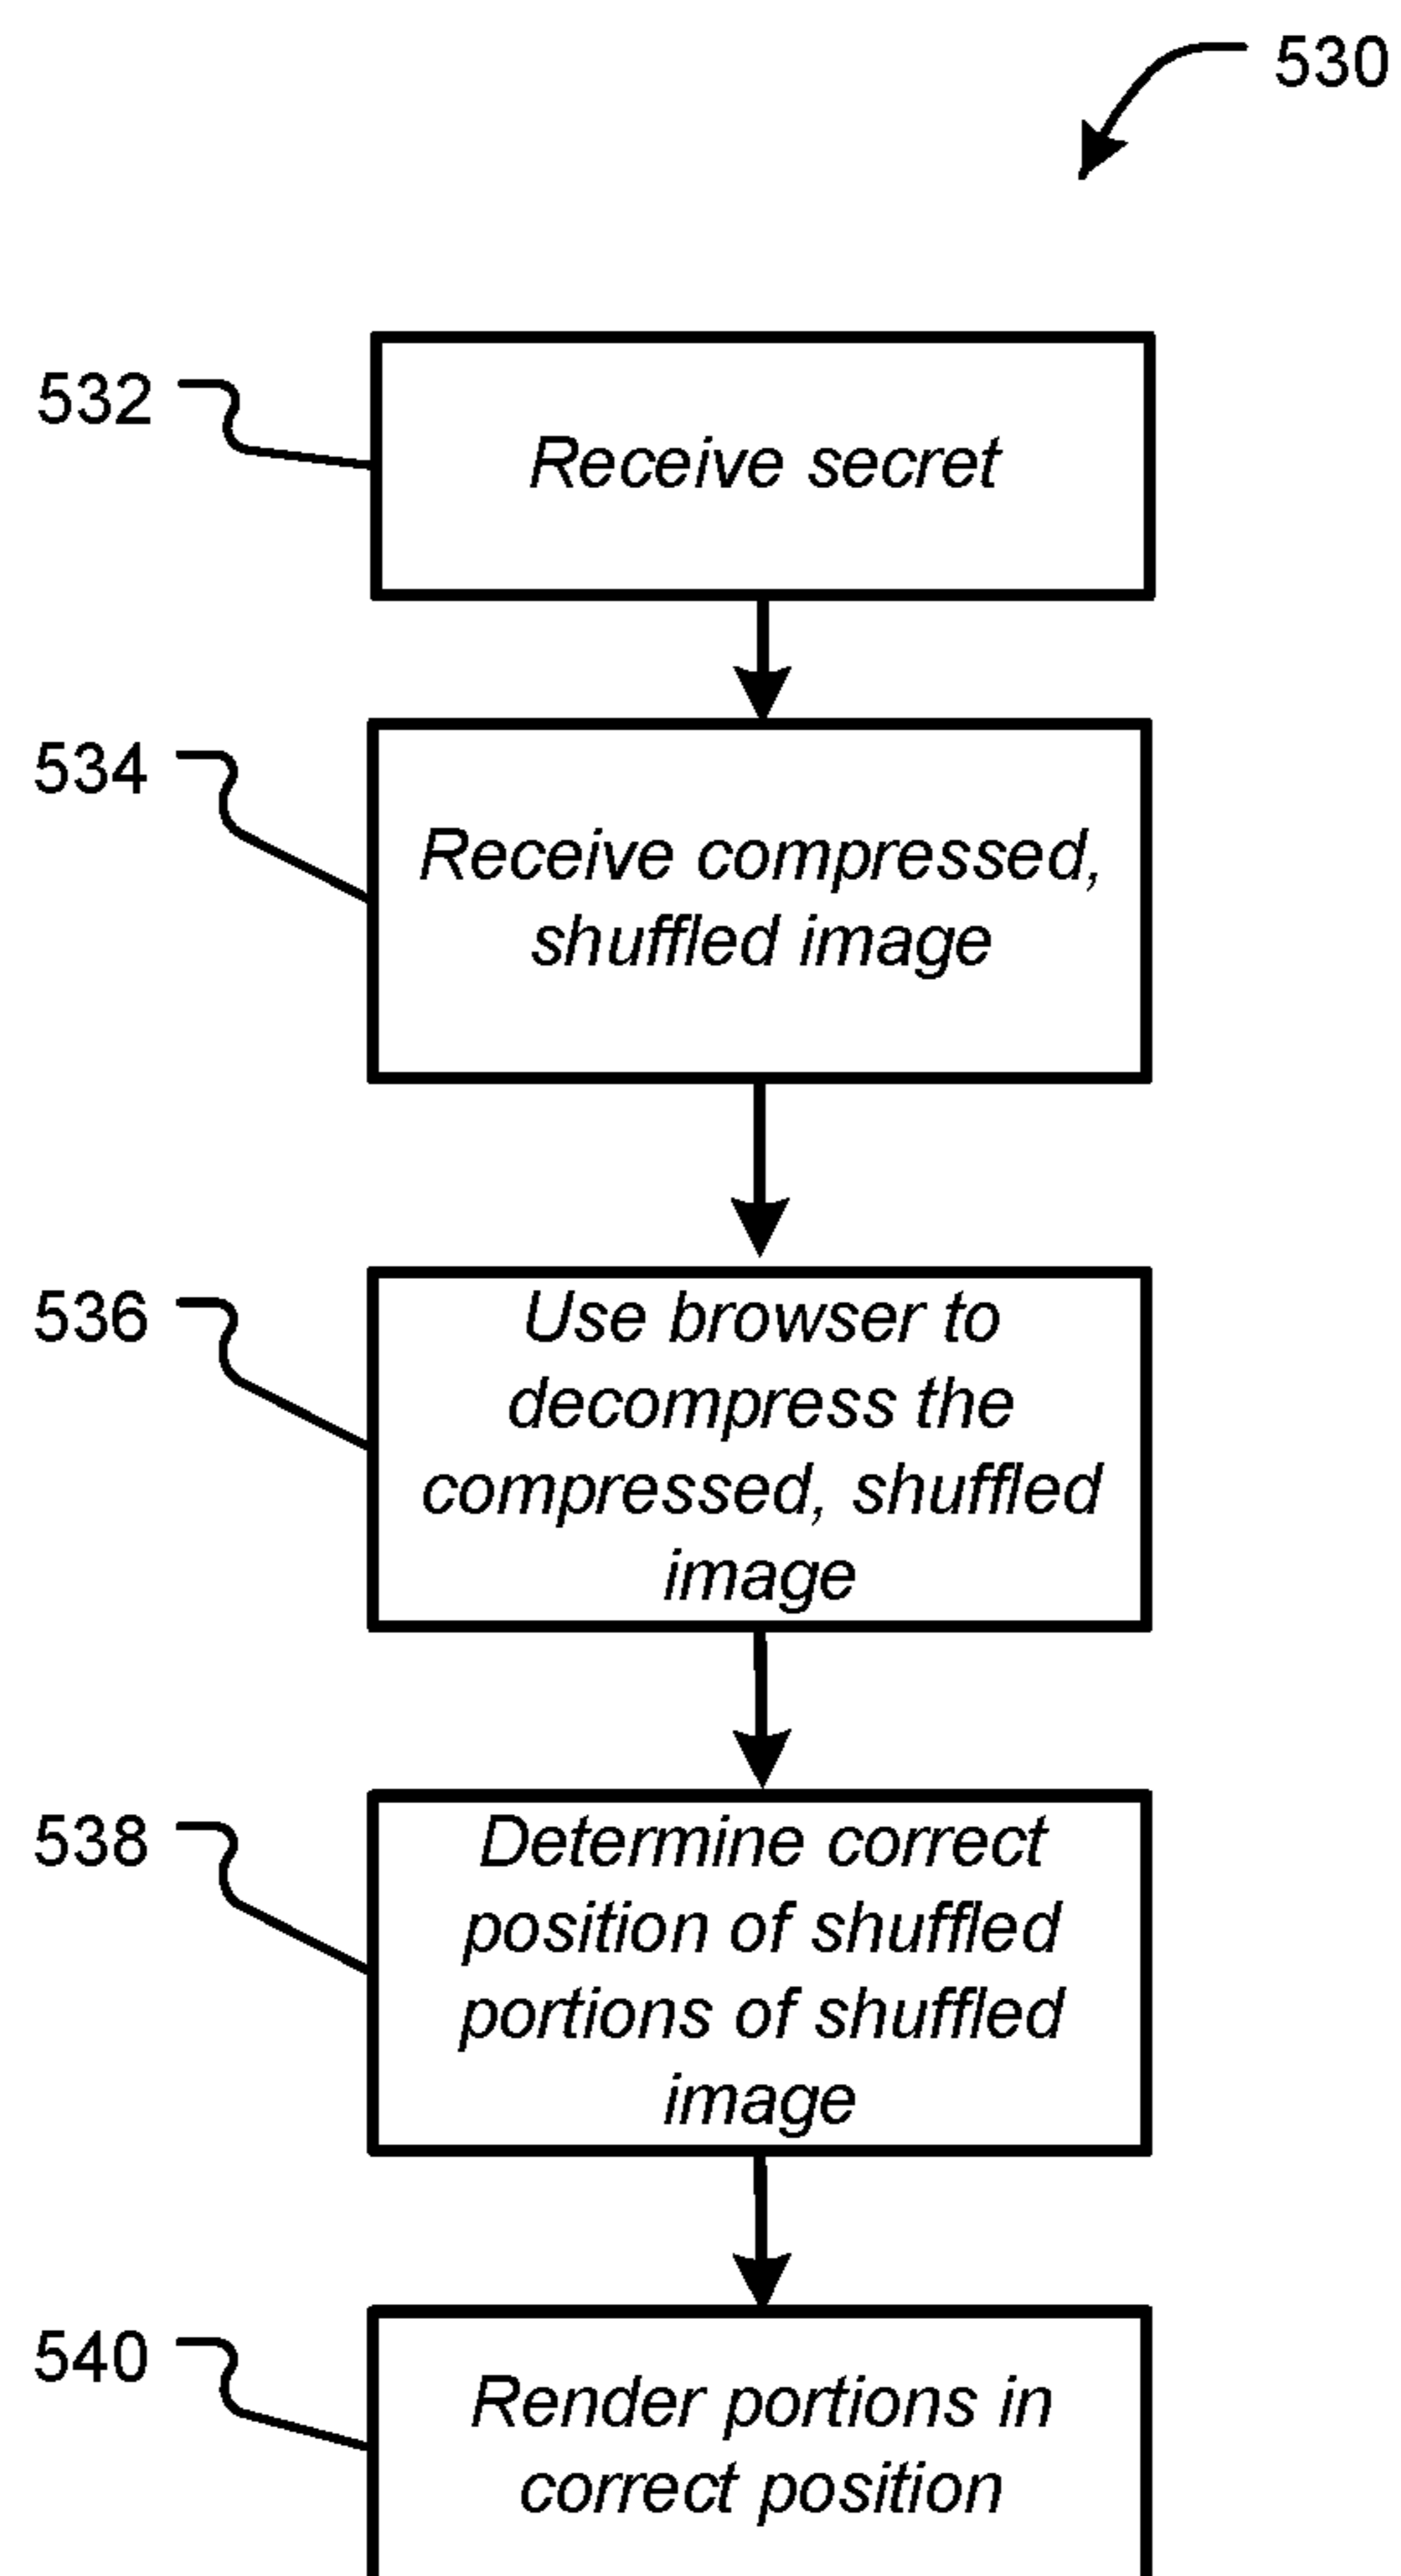 530
532
Receive secret
534
Receive compressed,
shuffled image
536
Use browser to
decompress the
compressed, shuffled
image
538
Determine correct
position of shuffled
portions of shuffled
image
540
Render portions in
correct position